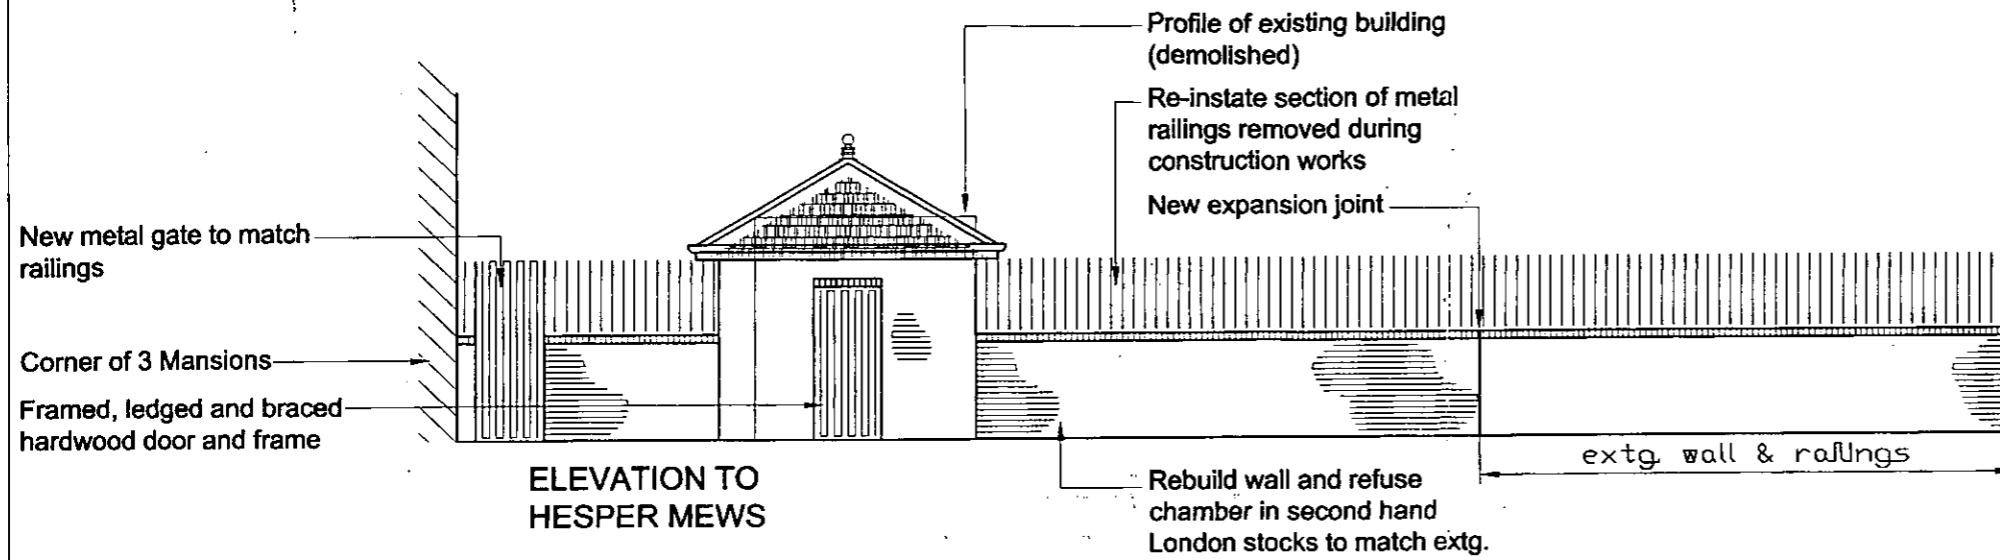 Profile of existing building
(demolished)
Re-instate section of metal
railings removed during
construction works
New expansion joint
New metal gate to match
railings
Corner of 3 Mansions
Framed, ledged and braced
hardwood door and frame
extg. wall & railings
ELEVATION TO
HESPER MEWS
Rebuild wall and refuse
chamber in second hand
London stocks to match extg.